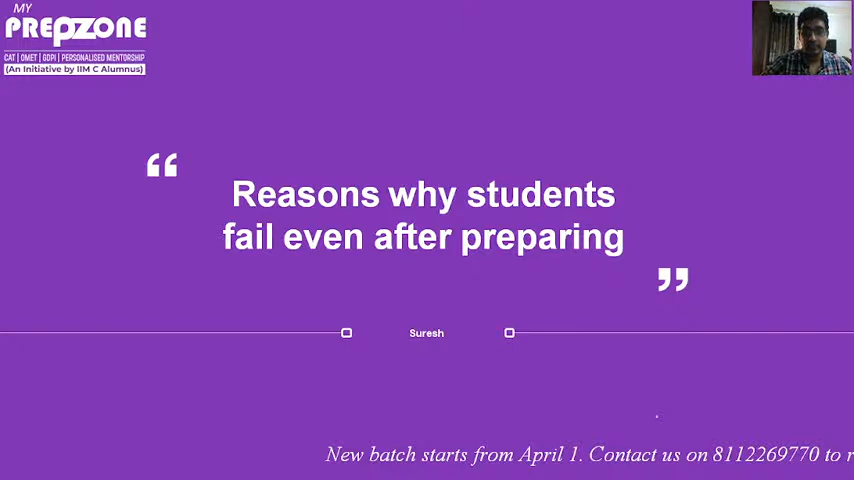 MY
PREPZONE
CAT | OMET | GDPI | PERSONALISED MENTORSHIP
(An Initiative by IIM C Alumnus)
“
Reasons why students
fail even after preparing
”
Suresh
New batch starts from April 1. Contact us on 8112269770 to